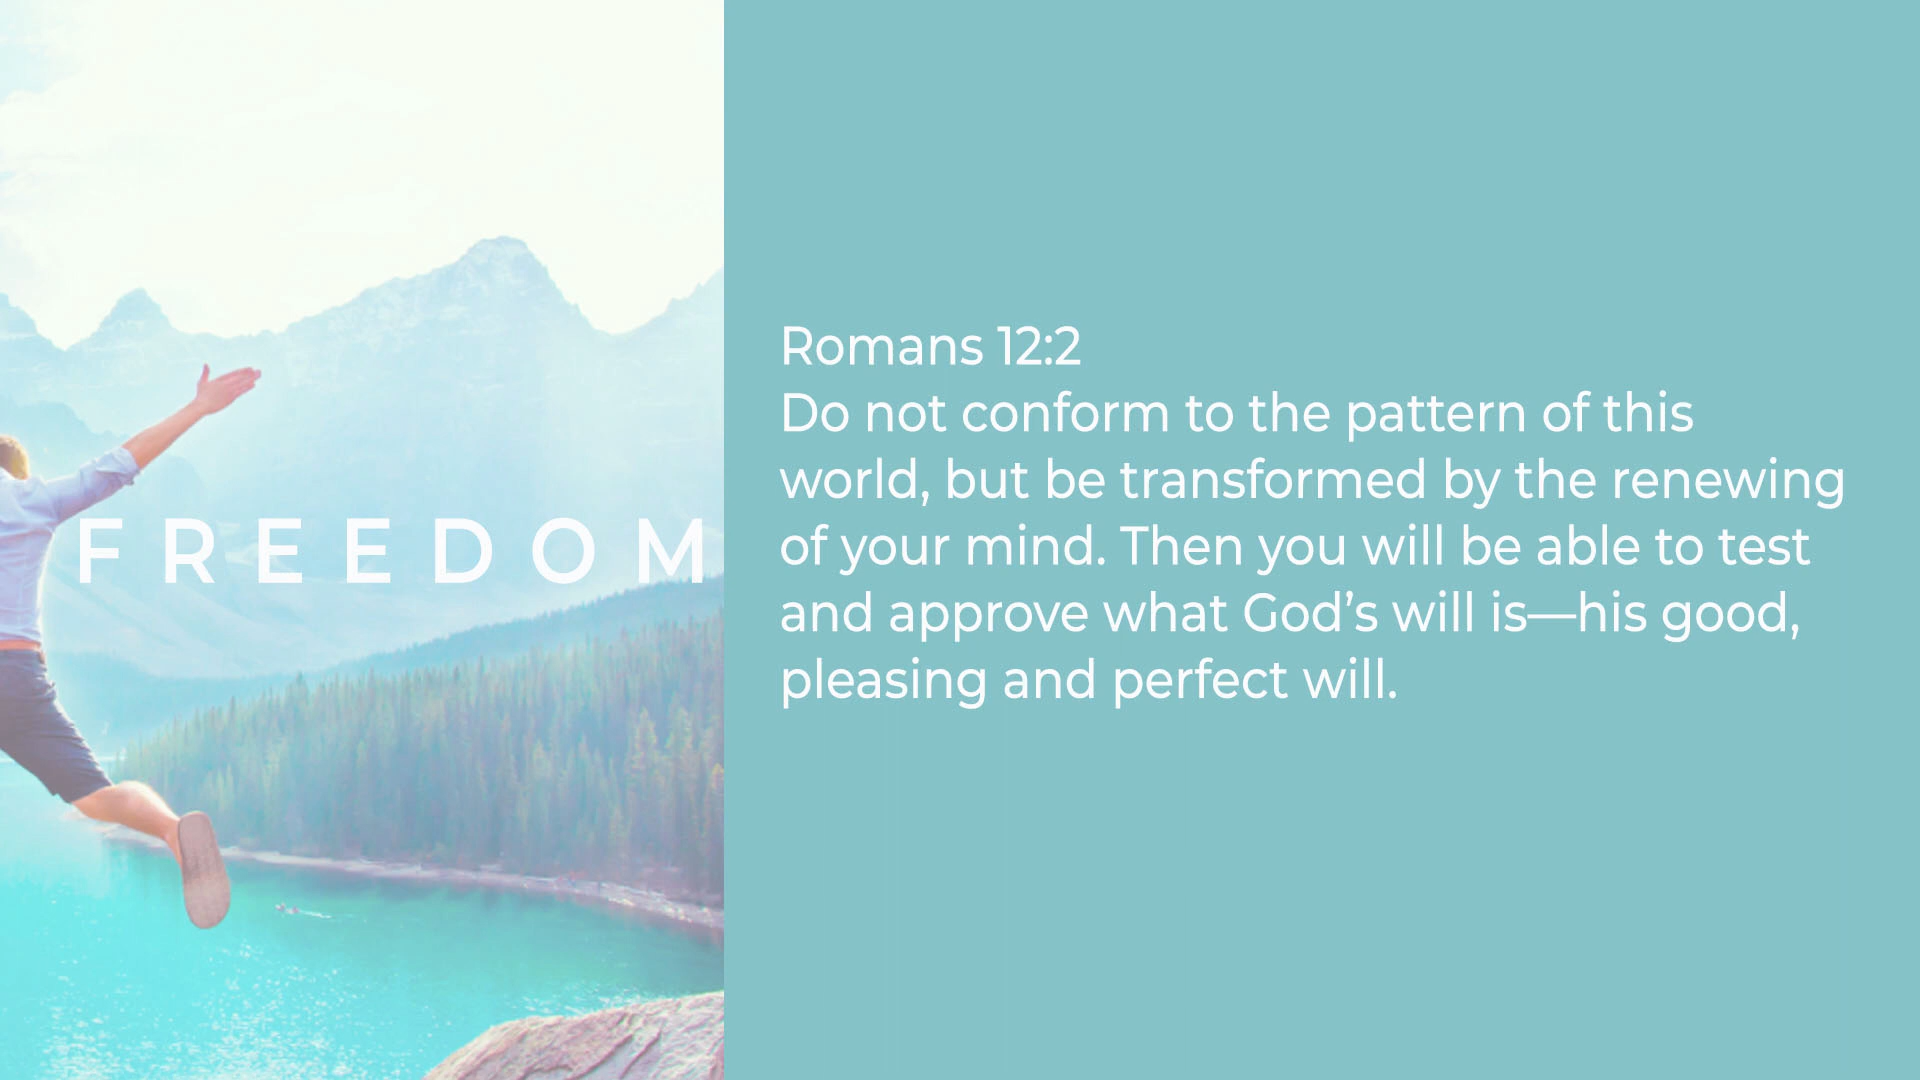 FREEDOM
Romans 12:2
Do not conform to the pattern of this
world, but be transformed by the renewing
of your mind. Then you will be able to test
and approve what God’s will is—his good,
pleasing and perfect will.